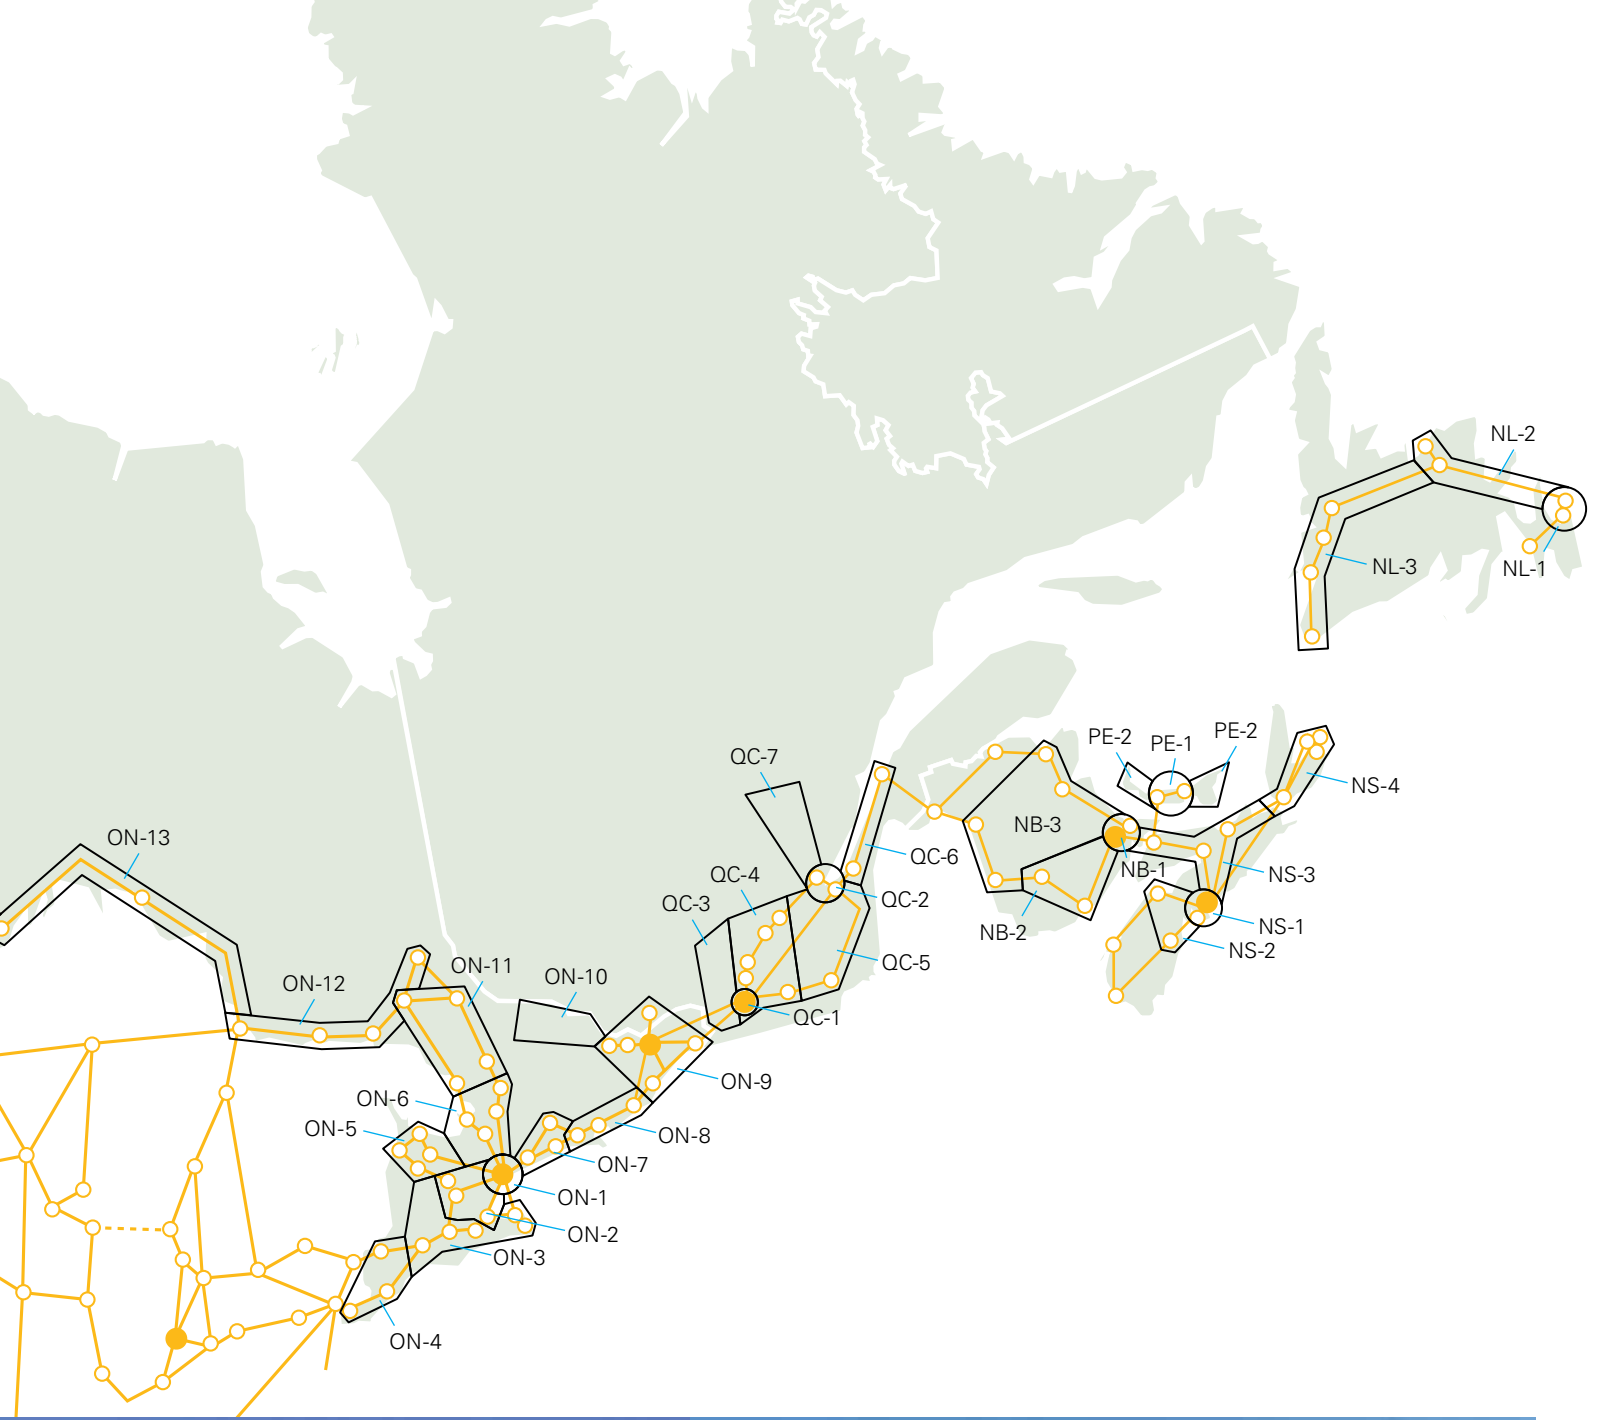 NL-2
NL-3
NL-1
PE-2
PE-1
PE-2
QC-7
NS-4
NB-3
ON-13
QC-6
NB-1
QC-4
NS-3
QC-3
QC-2
NS-1
NB-2
NS-2
QC-5
ON-11
ON-10
ON-12
QC-1
ON-9
ON-6
ON-5
ON-8
ON-7
ON-1
ON-2
ON-3
ON-4